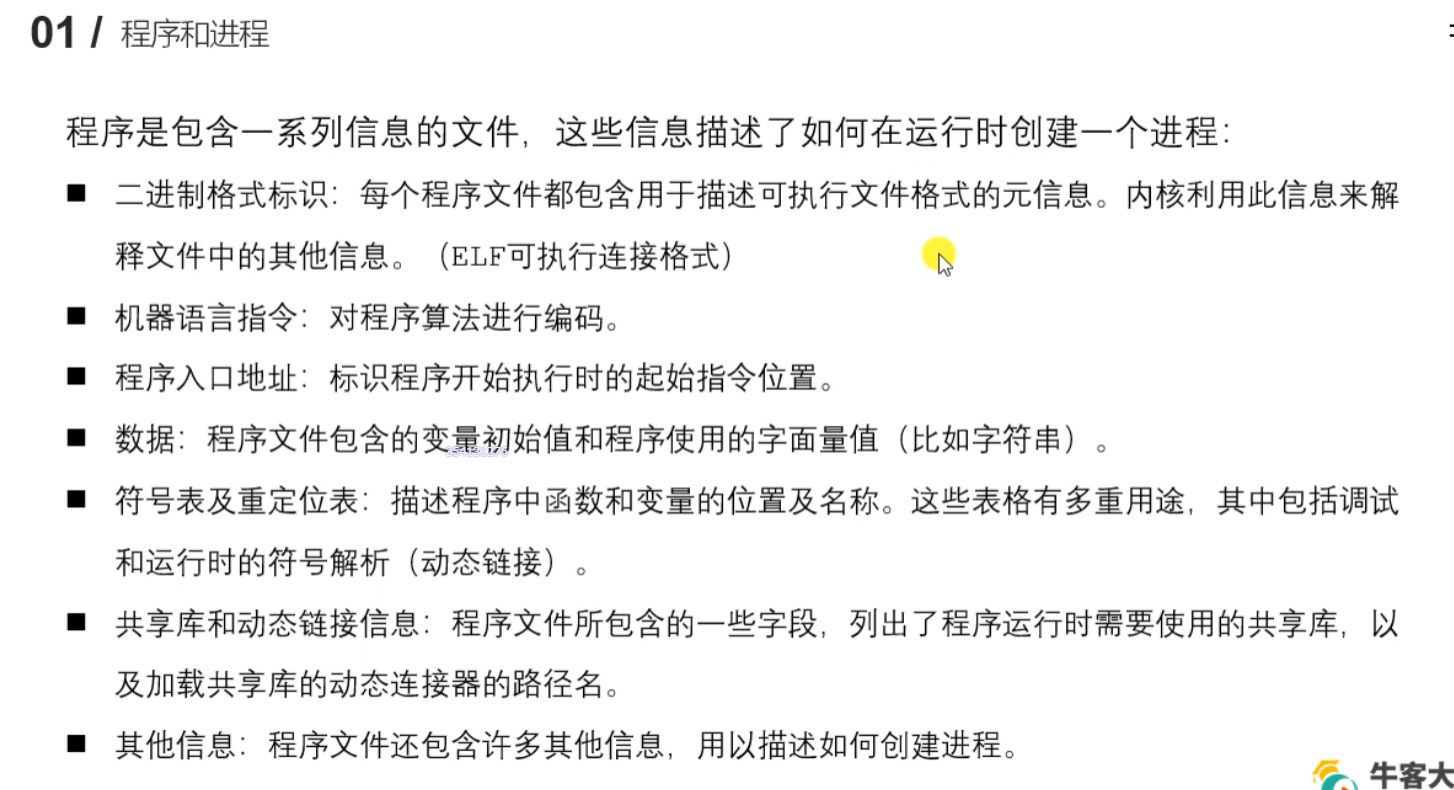 01 / 程序和进程
程序是包含一系列信息的文件，这些信息描述了如何在运行时创建一个进程：
■ 二进制格式标识：每个程序文件都包含用于描述可执行文件格式的元信息。内核利用此信息来解
释文件中的其他信息。（ELF可执行连接格式）
■ 机器语言指令：对程序算法进行编码。
■ 程序入口地址：标识程序开始执行时的起始指令位置。
■ 数据：程序文件包含的变量初始值和程序使用的字面量值（比如字符串）。
■ 符号表及重定位表：描述程序中函数和变量的位置及名称。这些表格有多重用途，其中包括调试
和运行时的符号解析（动态链接）。
■ 共享库和动态链接信息：程序文件所包含的一些字段，列出了程序运行时需要使用的共享库，以
及加载共享库的动态连接器的路径名。
■ 其他信息：程序文件还包含许多其他信息，用以描述如何创建进程。
牛客大